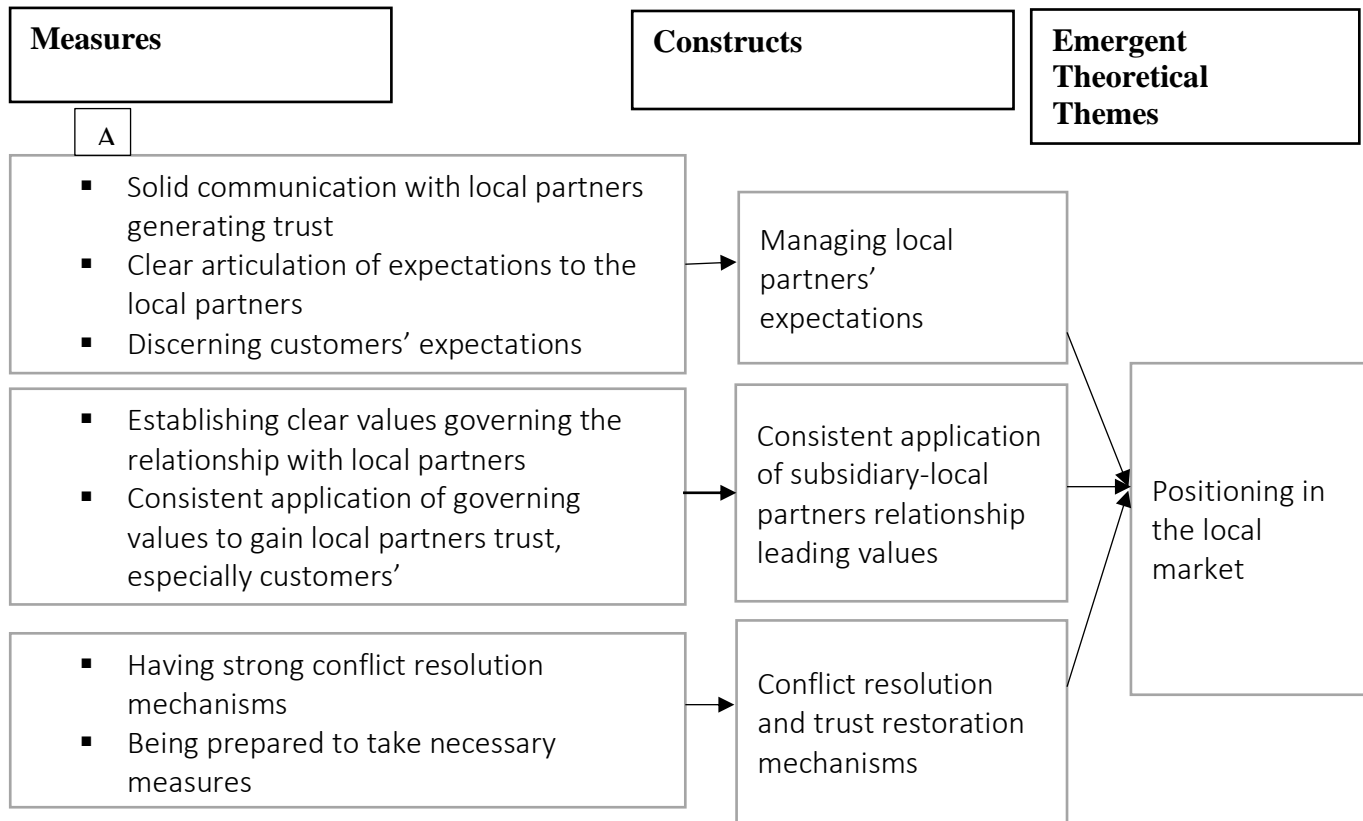 Measures
Constructs
Emergent
Theoretical
Themes
A
▪ Solid communication with local partners
generating trust
▪ Clear articulation of expectations to the
local partners
▪ Discerning customers’ expectations
Managing local
partners’
expectations
▪ Establishing clear values governing the
relationship with local partners
▪ Consistent application of governing
values to gain local partners trust,
especially customers’
Consistent application
of subsidiary-local
partners relationship
leading values
Positioning in
the local
market
▪ Having strong conflict resolution
mechanisms
▪ Being prepared to take necessary
measures
Conflict resolution
and trust restoration
mechanisms